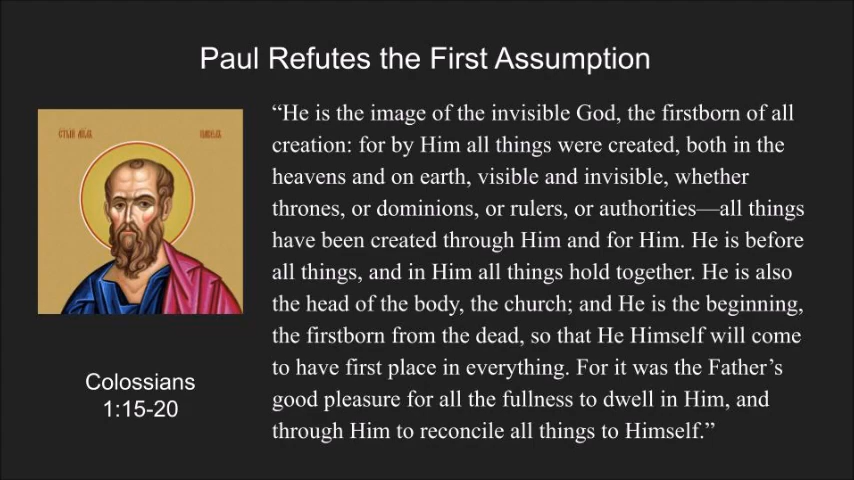 Paul Refutes the First Assumption
“He is the image of the invisible God, the firstborn of all
creation: for by Him all things were created, both in the
heavens and on earth, visible and invisible, whether
thrones, or dominions, or rulers, or authorities—all things
have been created through Him and for Him. He is before
all things, and in Him all things hold together. He is also
the head of the body, the church; and He is the beginning,
the firstborn from the dead, so that He Himself will come
to have first place in everything. For it was the Father’s
good pleasure for all the fullness to dwell in Him, and
through Him to reconcile all things to Himself.”
Colossians
1:15-20